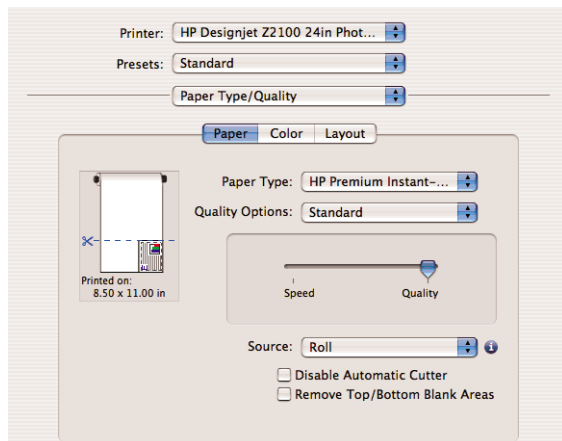 Printer: HP Designjet Z2100 24in Phot...
Presets: Standard
Paper Type/Quality
Paper Color Layout
Paper Type: HP Premium Instant-...
Quality Options: Standard
Speed Quality
Printed on:
8.50 x 11.00 in
Source: Roll
Disable Automatic Cutter
Remove Top/Bottom Blank Areas